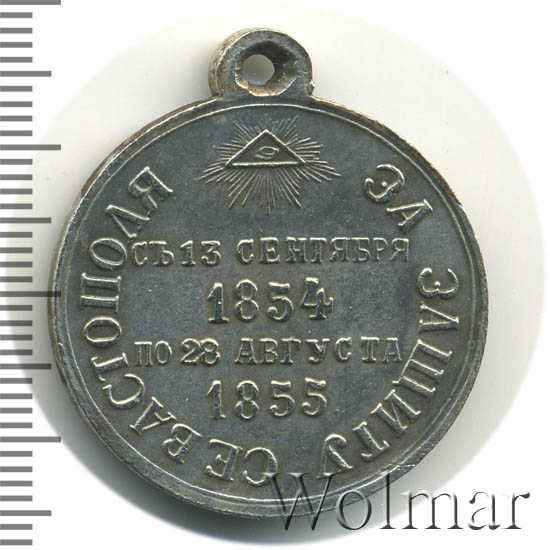 ЗА ЗАЩИТУ СЕВАСТОПОЛЯ
СЪ 13 СЕНТЯБРЯ
1854
ПО 28 АВГУСТА
1855
Wolmar